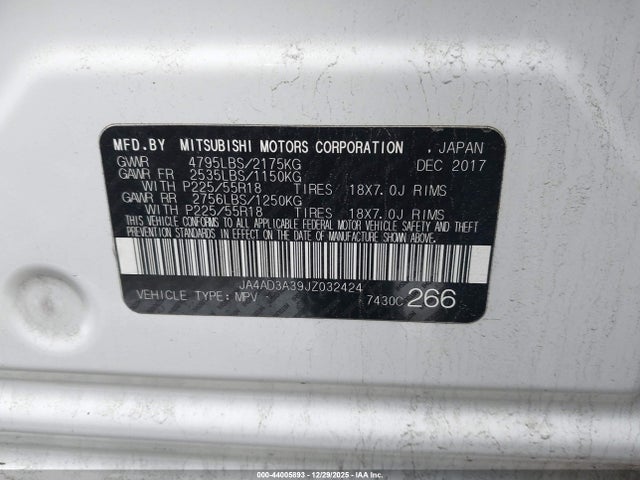 MFD.BY MITSUBISHI MOTORS CORPORATION , JAPAN
GVWR 4795LBS/2175KG DEC 2017
GAWR FR 2535LBS/1150KG
WITH P225/55R18 TIRES 18X7.0J RIMS
GAWR RR 2756LBS/1250KG
WITH P225/55R18 TIRES 18X7.0J RIMS
THIS VEHICLE CONFORMS TO ALL APPLICABLE FEDERAL MOTOR VEHICLE SAFETY AND THEFT
PREVENTION STANDARDS IN EFFECT ON THE DATE OF MANUFACTURE SHOWN ABOVE.
JA4AD3A39JZ032424
VEHICLE TYPE: MPV 7430C 266
000-44005893 - 12/29/2025 - IAA Inc.